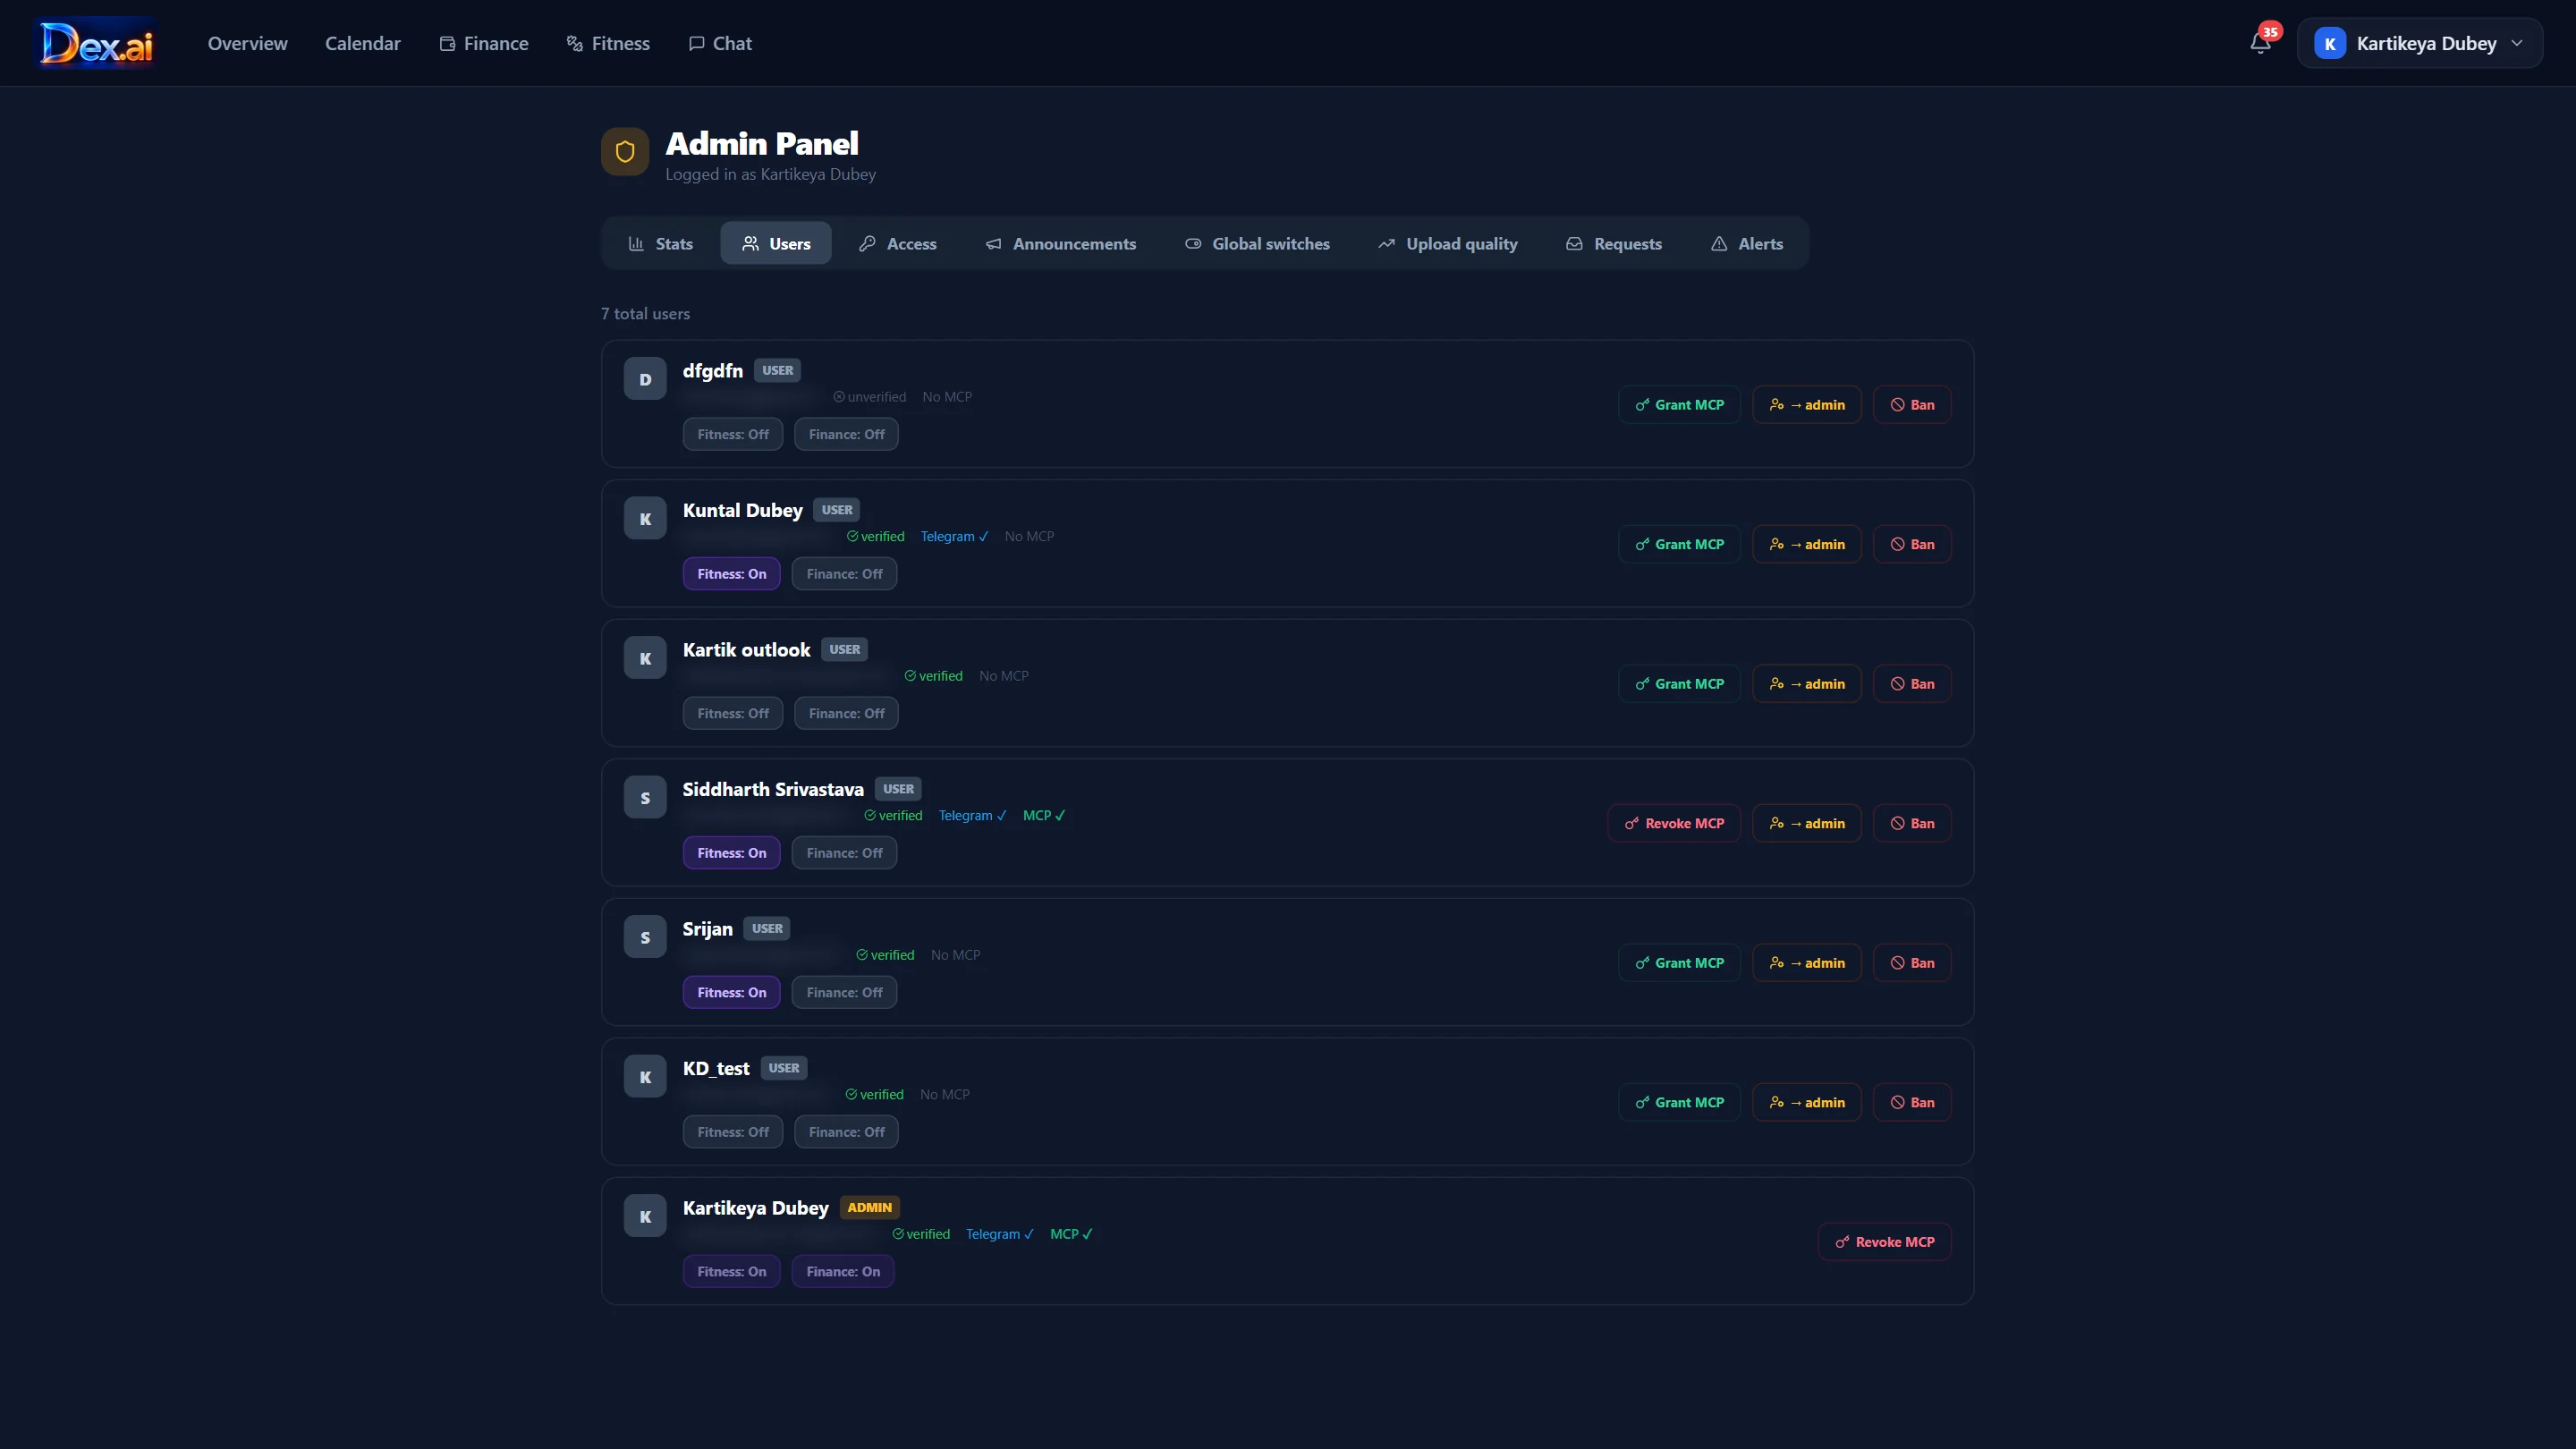 Dex.ai Overview Calendar Finance Fitness Chat 35 K Kartikeya Dubey
Admin Panel
Logged in as Kartikeya Dubey
Stats Users Access Announcements Global switches Upload quality Requests Alerts
7 total users
D dfgdfn USER
unverified No MCP
Fitness: Off Finance: Off
Grant MCP → admin Ban
K Kuntal Dubey USER
verified Telegram ✓ No MCP
Fitness: On Finance: Off
Grant MCP → admin Ban
K Kartik outlook USER
verified No MCP
Fitness: Off Finance: Off
Grant MCP → admin Ban
S Siddharth Srivastava USER
verified Telegram ✓ MCP ✓
Fitness: On Finance: Off
Revoke MCP → admin Ban
S Srijan USER
verified No MCP
Fitness: On Finance: Off
Grant MCP → admin Ban
K KD_test USER
verified No MCP
Fitness: Off Finance: Off
Grant MCP → admin Ban
K Kartikeya Dubey ADMIN
verified Telegram ✓ MCP ✓
Fitness: On Finance: On
Revoke MCP